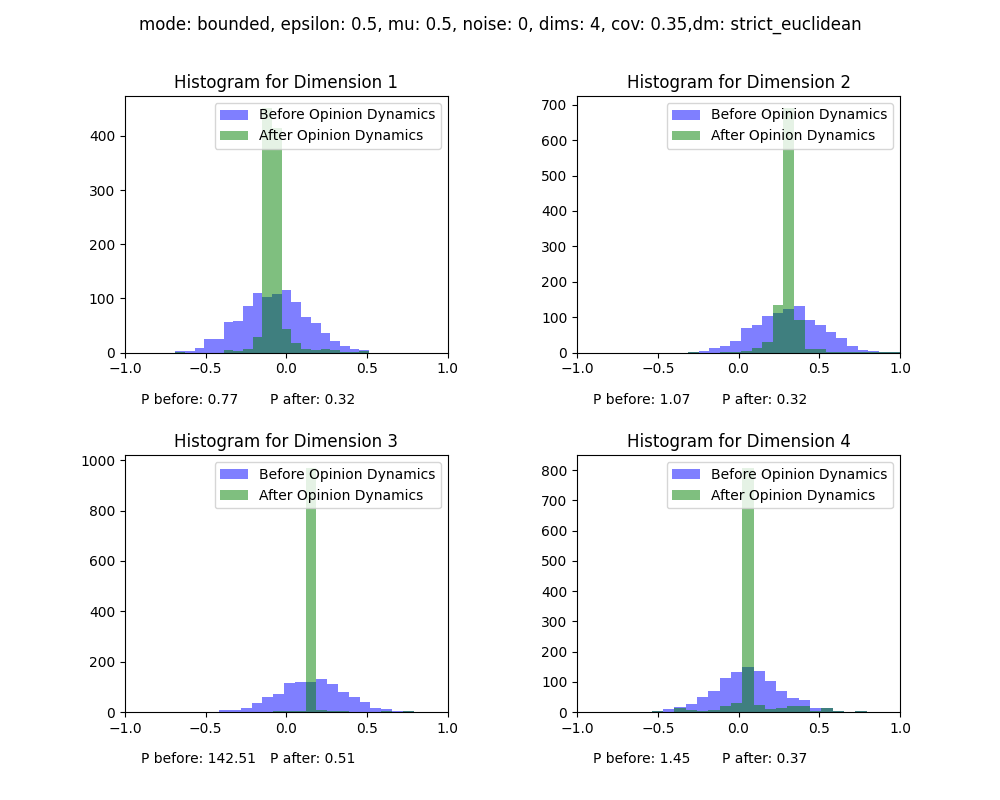 mode: bounded, epsilon: 0.5, mu: 0.5, noise: 0, dims: 4, cov: 0.35,dm: strict_euclidean
Histogram for Dimension 1
Before Opinion Dynamics
After Opinion Dynamics
400
300
200
100
0
−1.0 −0.5 0.0 0.5 1.0
P before: 0.77 P after: 0.32
Histogram for Dimension 2
Before Opinion Dynamics
After Opinion Dynamics
700
600
500
400
300
200
100
0
−1.0 −0.5 0.0 0.5 1.0
P before: 1.07 P after: 0.32
Histogram for Dimension 3
Before Opinion Dynamics
After Opinion Dynamics
1000
800
600
400
200
0
−1.0 −0.5 0.0 0.5 1.0
P before: 142.51 P after: 0.51
Histogram for Dimension 4
Before Opinion Dynamics
After Opinion Dynamics
800
700
600
500
400
300
200
100
0
−1.0 −0.5 0.0 0.5 1.0
P before: 1.45 P after: 0.37